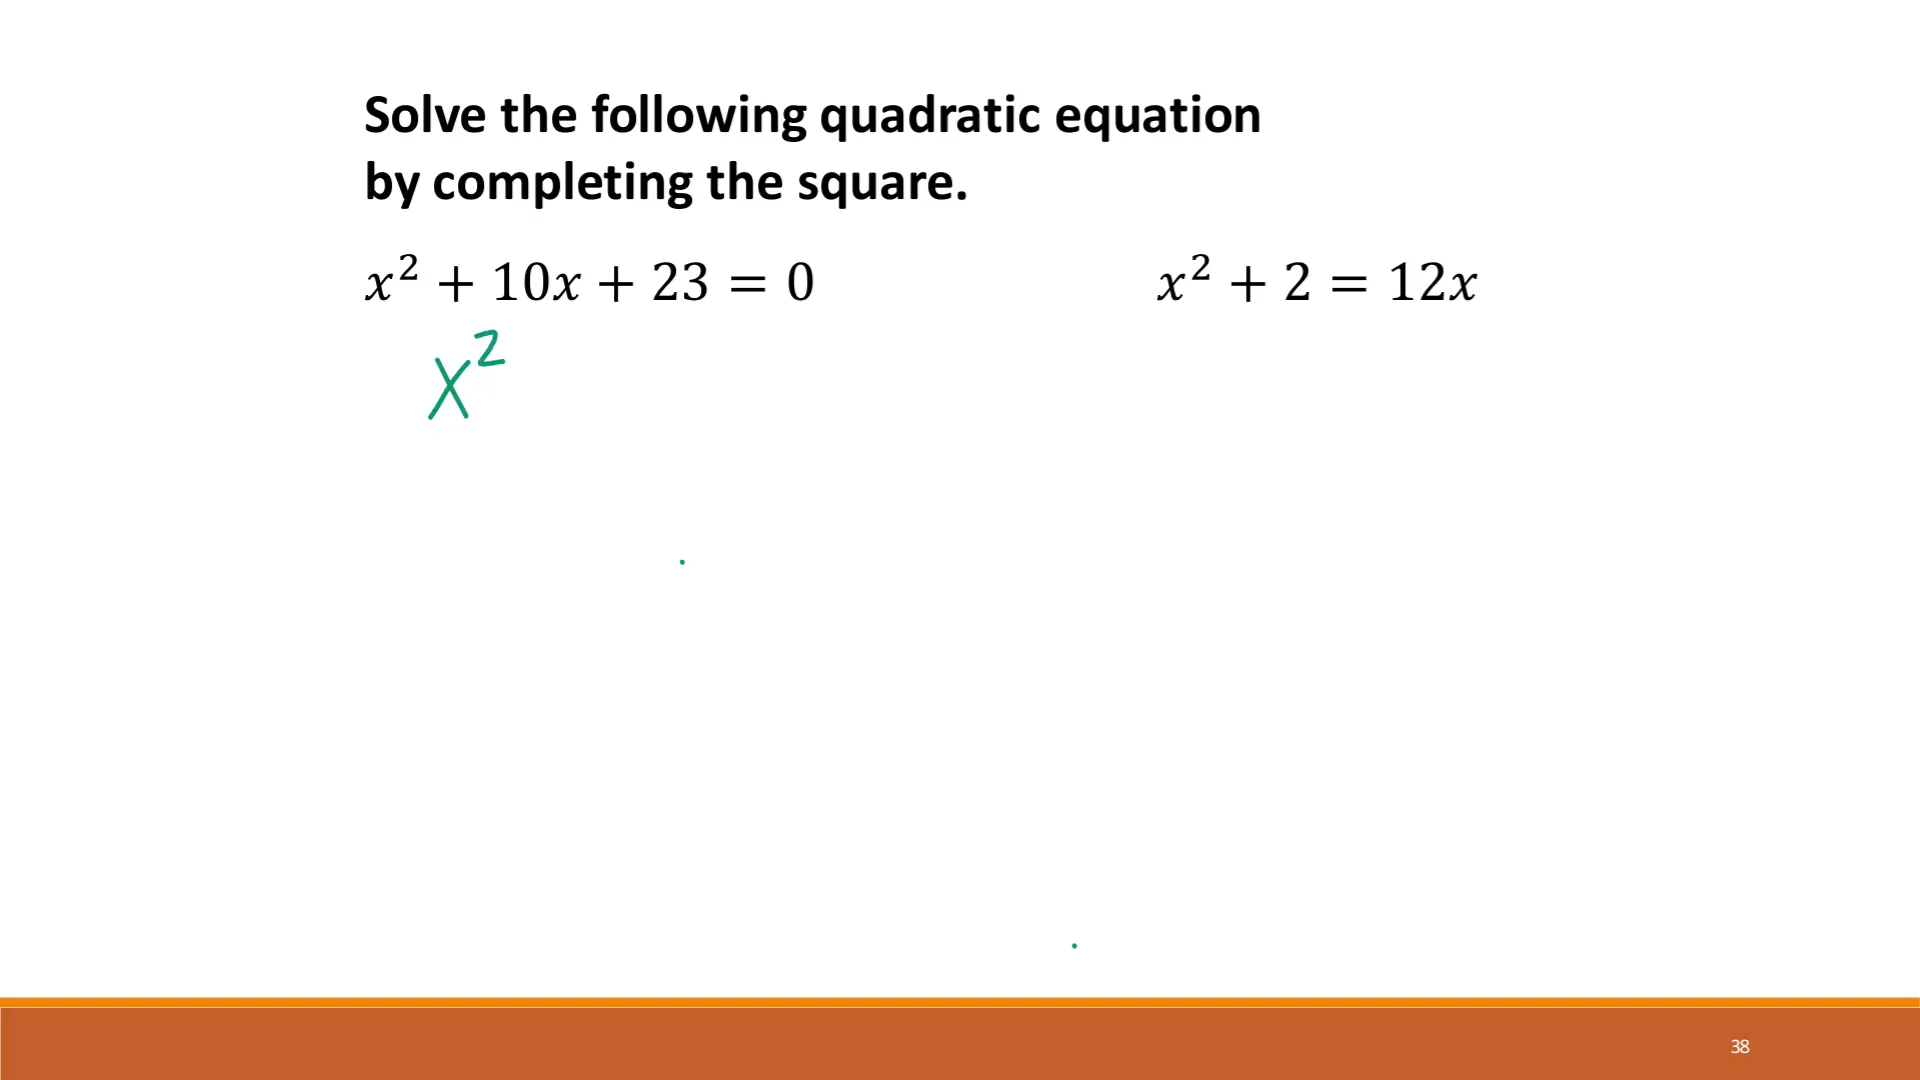 Solve the following quadratic equation
by completing the square.
x² + 10x + 23 = 0
x² + 2 = 12x
x²
38